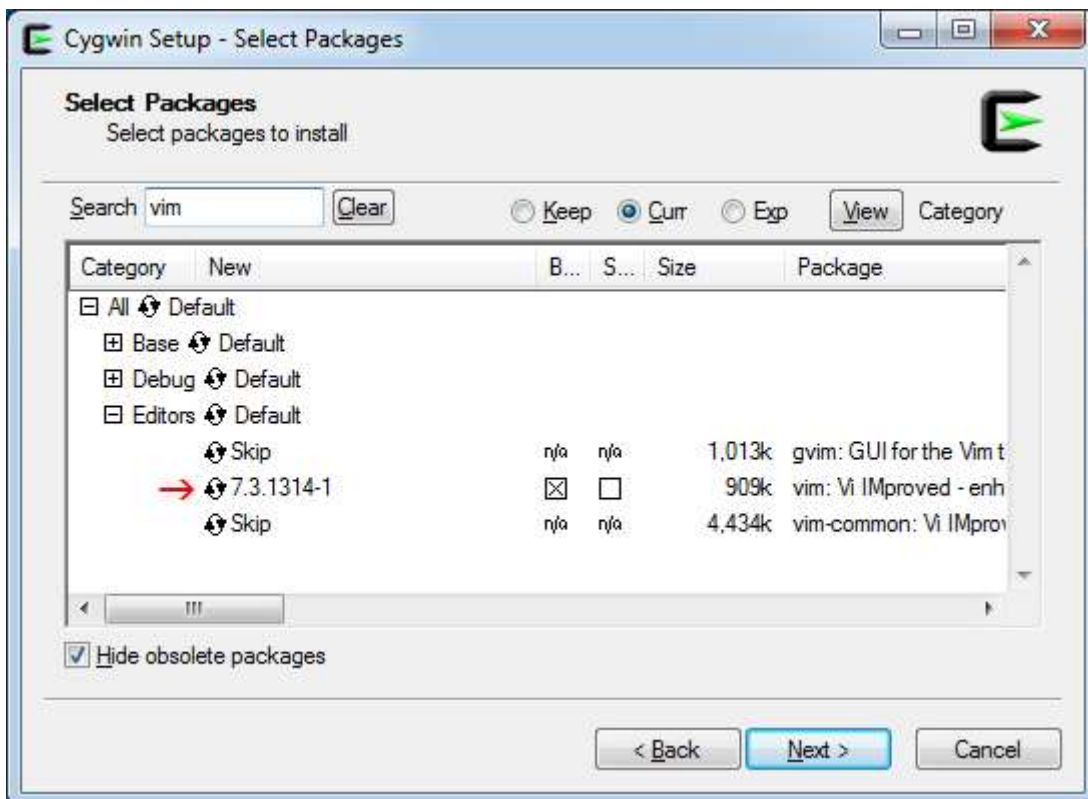 Cygwin Setup - Select Packages
Select Packages
Select packages to install
Search vim Clear Keep Curr Exp View Category
Category New B... S... Size Package
All Default
Base Default
Debug Default
Editors Default
Skip n/a n/a 1,013k gvim: GUI for the Vim t
7.3.1314-1 909k vim: Vi IMproved - enh
Skip n/a n/a 4,434k vim-common: Vi IMprov
Hide obsolete packages
< Back Next > Cancel